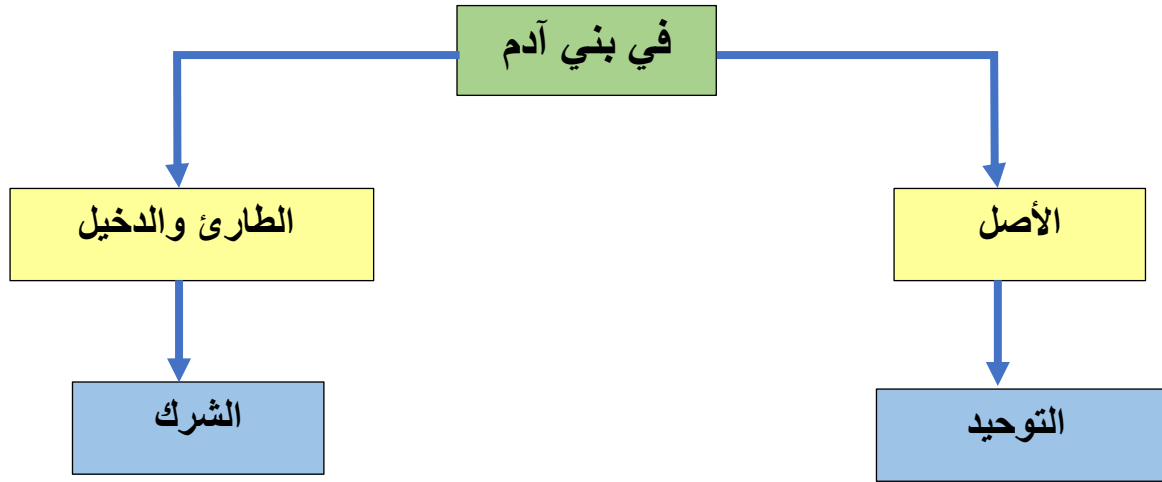 في بني آدم
الأصل
الطارئ والدخيل
التوحيد
الشرك